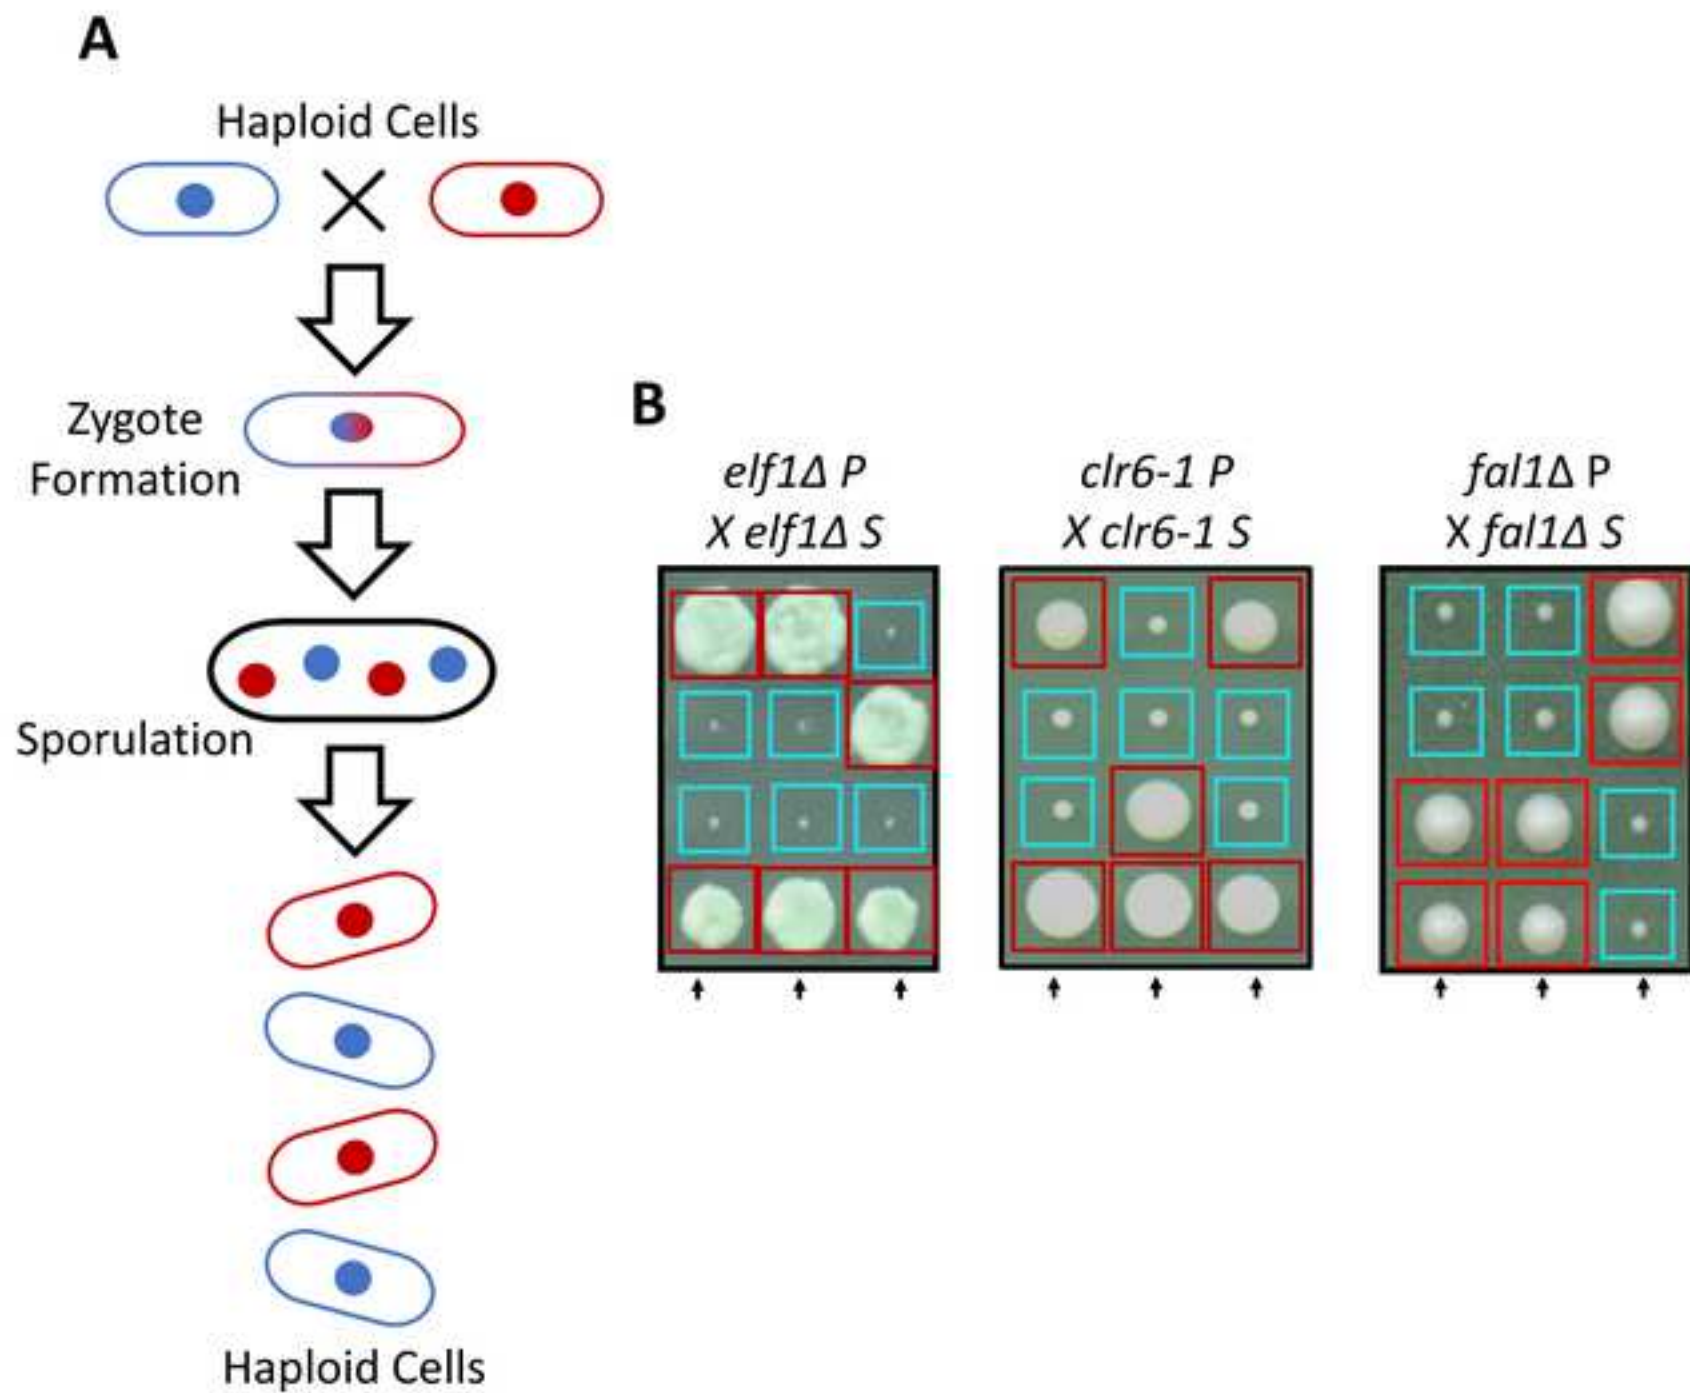 A
Haploid Cells
Zygote
Formation
Sporulation
Haploid Cells
B
elf1Δ P
X elf1Δ S
clr6-1 P
X clr6-1 S
fal1Δ P
X fal1Δ S